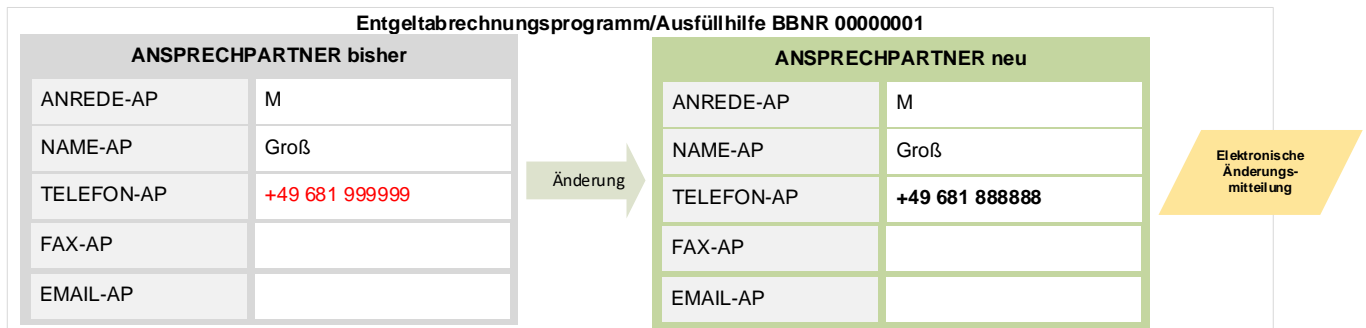 Entgeltabrechnungsprogramm/Ausfüllhilfe BBNR 00000001
ANSPRECHPARTNER bisher
ANREDE-AP M
NAME-AP Groß
TELEFON-AP +49 681 999999
FAX-AP
EMAIL-AP
Änderung
ANSPRECHPARTNER neu
ANREDE-AP M
NAME-AP Groß
TELEFON-AP +49 681 888888
FAX-AP
EMAIL-AP
Elektronische
Änderungs-
mitteilung